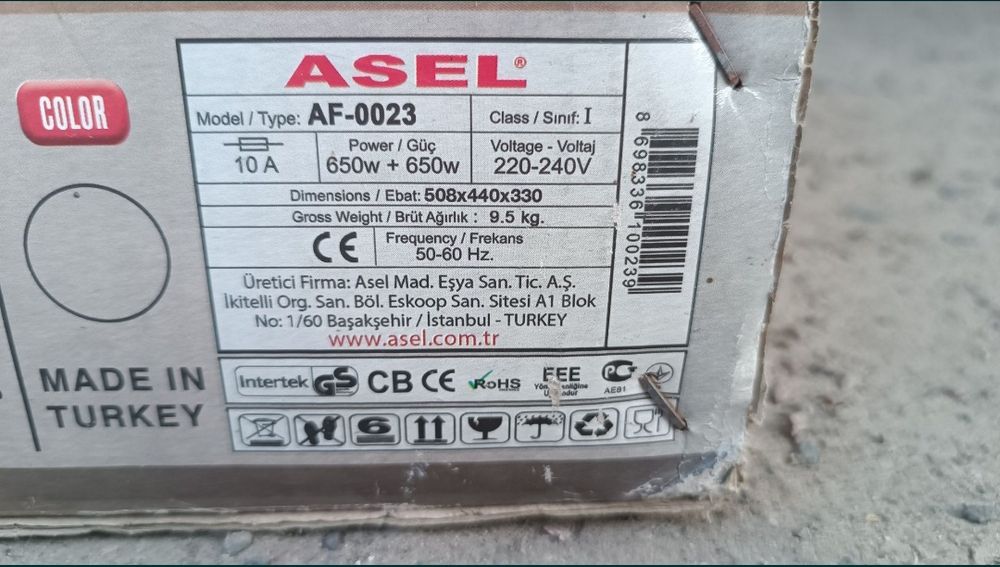 ASEL®
COLOR
Model / Type: AF-0023
Class / Sınıf: I
10 A
Power / Güç
650w + 650w
Voltage - Voltaj
220-240V
Dimensions / Ebat: 508x440x330
Gross Weight / Brüt Ağırlık : 9.5 kg.
CE
Frequency / Frekans
50-60 Hz.
Üretici Firma: Asel Mad. Eşya San. Tic. A.Ş.
İkitelli Org. San. Böl. Eskoop San. Sitesi A1 Blok
No: 1/60 Başakşehir / İstanbul - TURKEY
www.asel.com.tr
8 698336 100239
MADE IN
TURKEY
Intertek GS CB CE RoHS EEE
AE81
6